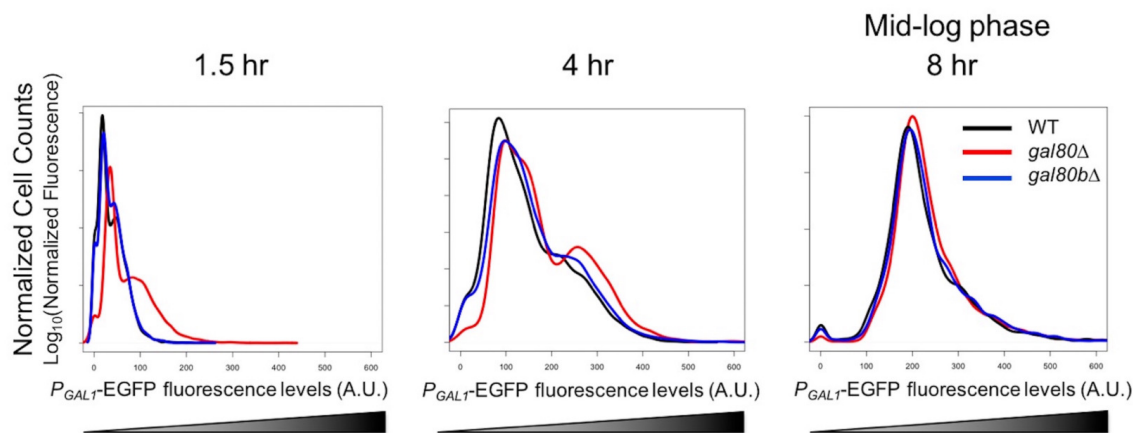 Mid-log phase
1.5 hr
4 hr
8 hr
Normalized Cell Counts
Log10(Normalized Fluorescence)
WT
gal80Δ
gal80bΔ
0 100 200 300 400 500 600
0 100 200 300 400 500 600
0 100 200 300 400 500 600
PGAL1-EGFP fluorescence levels (A.U.)
PGAL1-EGFP fluorescence levels (A.U.)
PGAL1-EGFP fluorescence levels (A.U.)